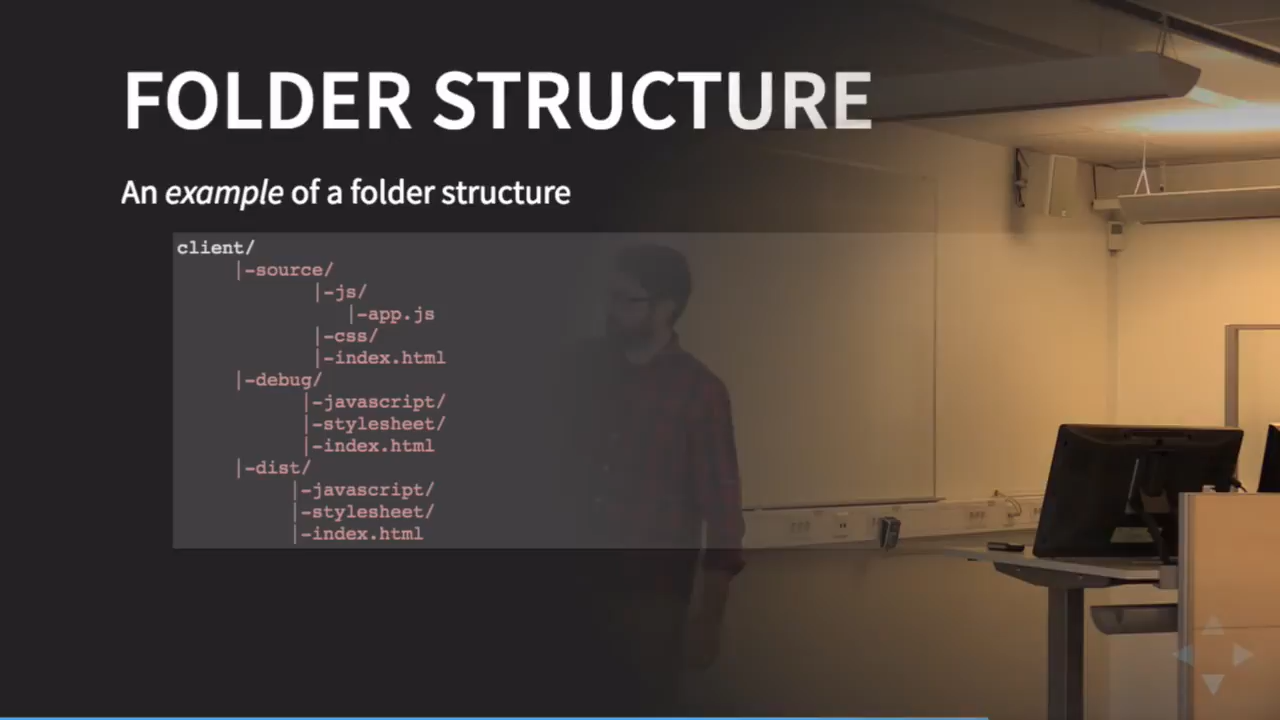 FOLDER STRUCTURE
An example of a folder structure
client/
|-source/
|-js/
|-app.js
|-css/
|-index.html
|-debug/
|-javascript/
|-stylesheet/
|-index.html
|-dist/
|-javascript/
|-stylesheet/
|-index.html